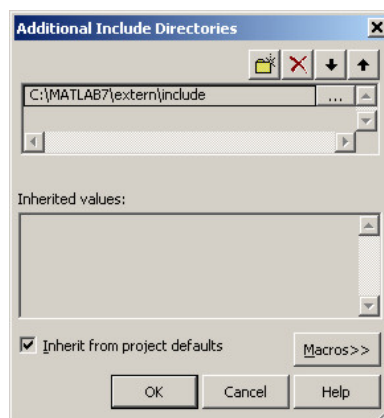 Additional Include Directories
C:\MATLAB7\extern\include
...
Inherited values:
Inherit from project defaults
Macros>>
OK
Cancel
Help